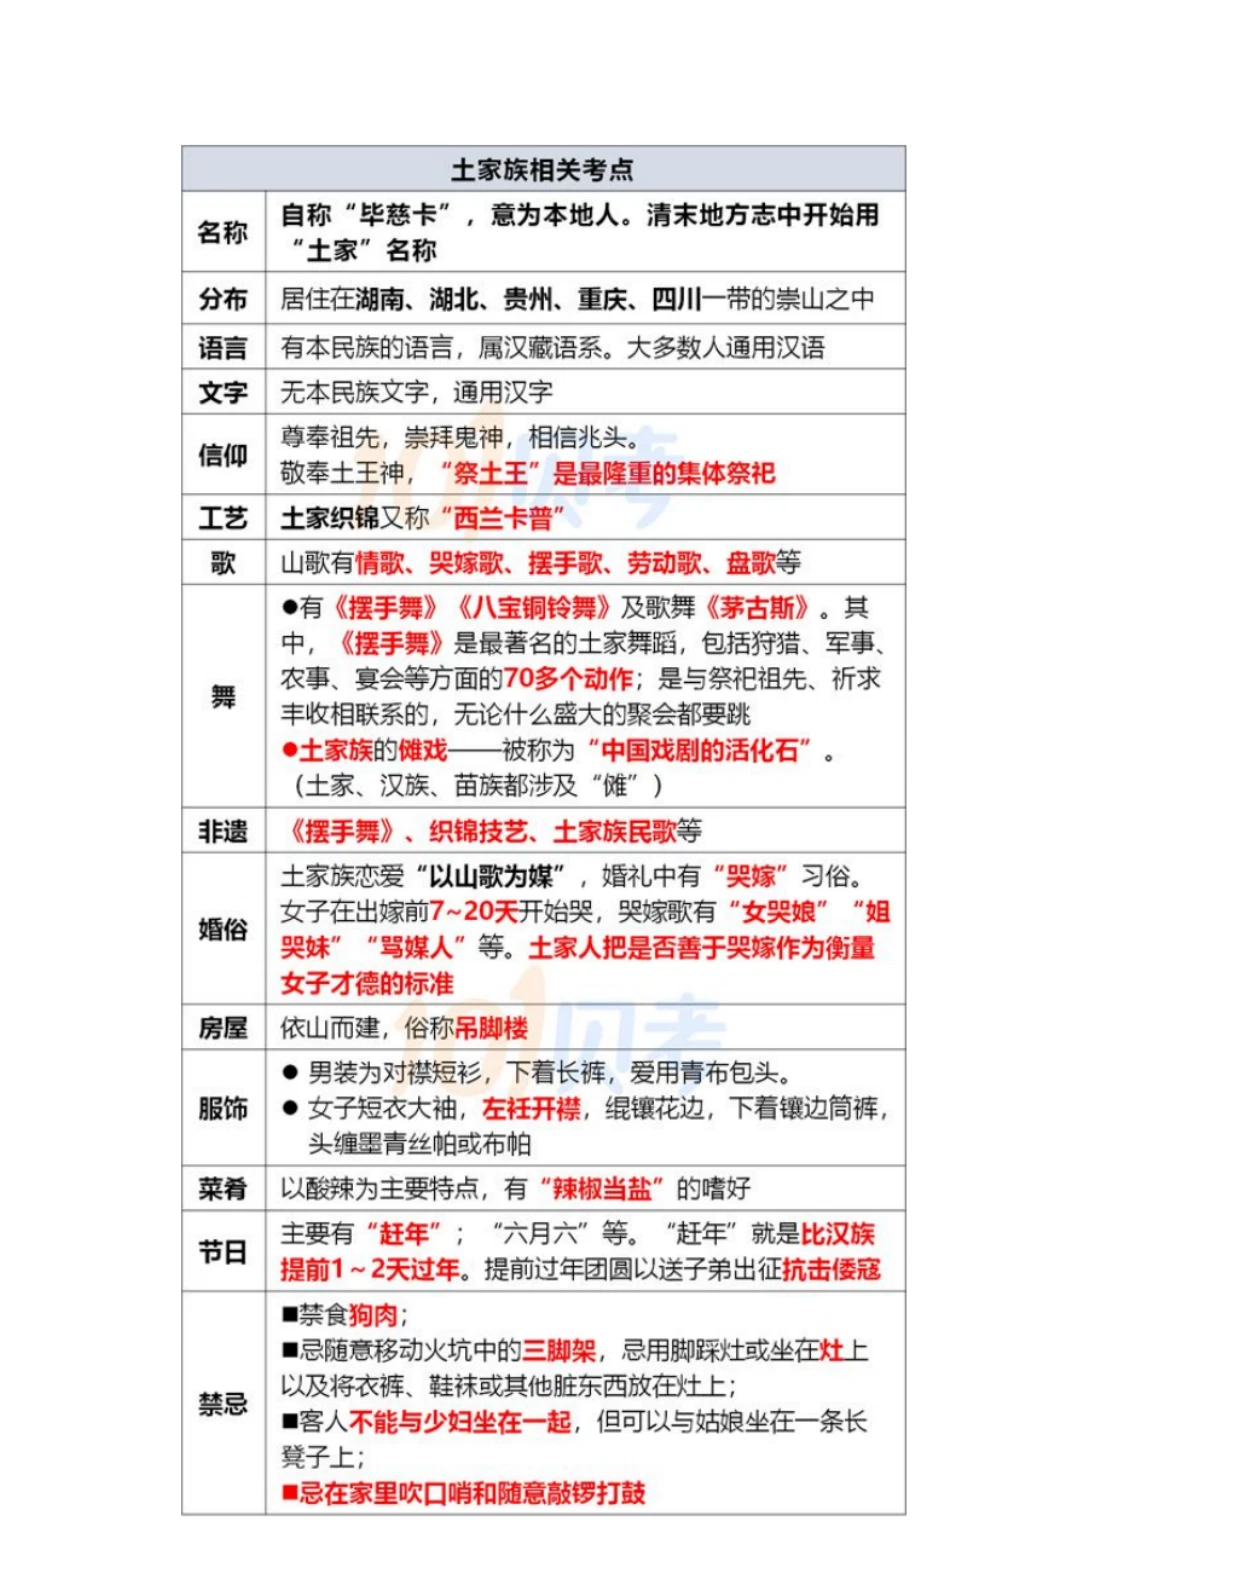 土家族相关考点
名称
自称“毕慈卡”，意为本地人。清末地方志中开始用
“土家”名称
分布
居住在湖南、湖北、贵州、重庆、四川一带的崇山之中
语言
有本民族的语言，属汉藏语系。大多数人通用汉语
文字
无本民族文字，通用汉字
信仰
尊奉祖先，崇拜鬼神，相信兆头。
敬奉土王神，“祭土王”是最隆重的集体祭祀
工艺
土家织锦又称“西兰卡普”
歌
山歌有情歌、哭嫁歌、摆手歌、劳动歌、盘歌等
舞
●有《摆手舞》《八宝铜铃舞》及歌舞《茅古斯》。其
中，《摆手舞》是最著名的土家舞蹈，包括狩猎、军事、
农事、宴会等方面的70多个动作；是与祭祀祖先、祈求
丰收相联系的，无论什么盛大的聚会都要跳
●土家族的傩戏——被称为“中国戏剧的活化石”。
（土家、汉族、苗族都涉及“傩”）
非遗
《摆手舞》、织锦技艺、土家族民歌等
婚俗
土家族恋爱“以山歌为媒”，婚礼中有“哭嫁”习俗。
女子在出嫁前7~20天开始哭，哭嫁歌有“女哭娘”“姐
哭妹”“骂媒人”等。土家人把是否善于哭嫁作为衡量
女子才德的标准
房屋
依山而建，俗称吊脚楼
服饰
● 男装为对襟短衫，下着长裤，爱用青布包头。
● 女子短衣大袖，左衽开襟，绲镶花边，下着镶边筒裤，
头缠墨青丝帕或布帕
菜肴
以酸辣为主要特点，有“辣椒当盐”的嗜好
节日
主要有“赶年”；“六月六”等。“赶年”就是比汉族
提前1～2天过年。提前过年团圆以送子弟出征抗击倭寇
禁忌
■禁食狗肉；
■忌随意移动火坑中的三脚架，忌用脚踩灶或坐在灶上
以及将衣裤、鞋袜或其他脏东西放在灶上；
■客人不能与少妇坐在一起，但可以与姑娘坐在一条长
凳子上；
■忌在家里吹口哨和随意敲锣打鼓
101贝考
101贝考